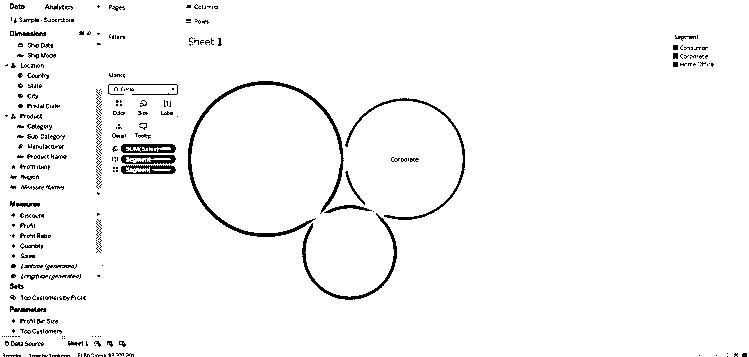 Data Analytics
Pages
Columns
Rows
Sample - Superstore
Dimensions
Filters
Sheet 1
Ship Date
Ship Mode
Location
Country
State
City
Postal Code
Product
Category
Sub-Category
Manufacturer
Product Name
Profit (bin)
Region
Measure Names
Marks
Circle
Color Size Label
Detail Tooltip
SUM(Sales)
Segment
Segment
Corporate
Segment
Consumer
Corporate
Home Office
Measures
Discount
Profit
Profit Ratio
Quantity
Sales
Latitude (generated)
Longitude (generated)
Sets
Top Customers by Profit
Parameters
Profit Bin Size
Top Customers
Data Source Sheet 1